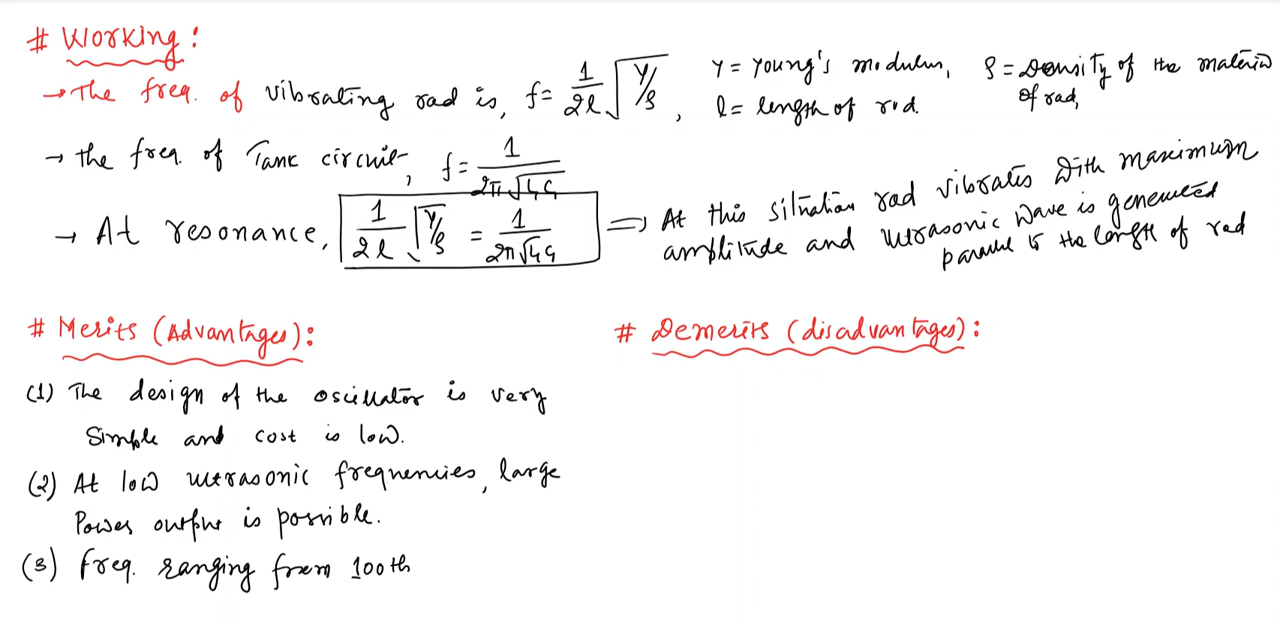 # Working:
→ The freq. of vibrating rod is, f = 1/2l √Y/ρ, Y = Young's modulus, ρ = Density of the material of rod,
l = length of rod.
→ the freq. of Tank circuit, f = 1/2π√L₁C₁
→ At resonance, 1/2l √Y/ρ = 1/2π√L₁C₁ ⇒ At this situation rod vibrates with maximum
amplitude and ultrasonic wave is generated
parallel to the length of rod
# Merits (Advantages):
(1) The design of the oscillator is very
Simple and cost is low.
(2) At low ultrasonic frequencies, large
Power output is possible.
(3) freq. ranging from 100th
# Demerits (disadvantages):